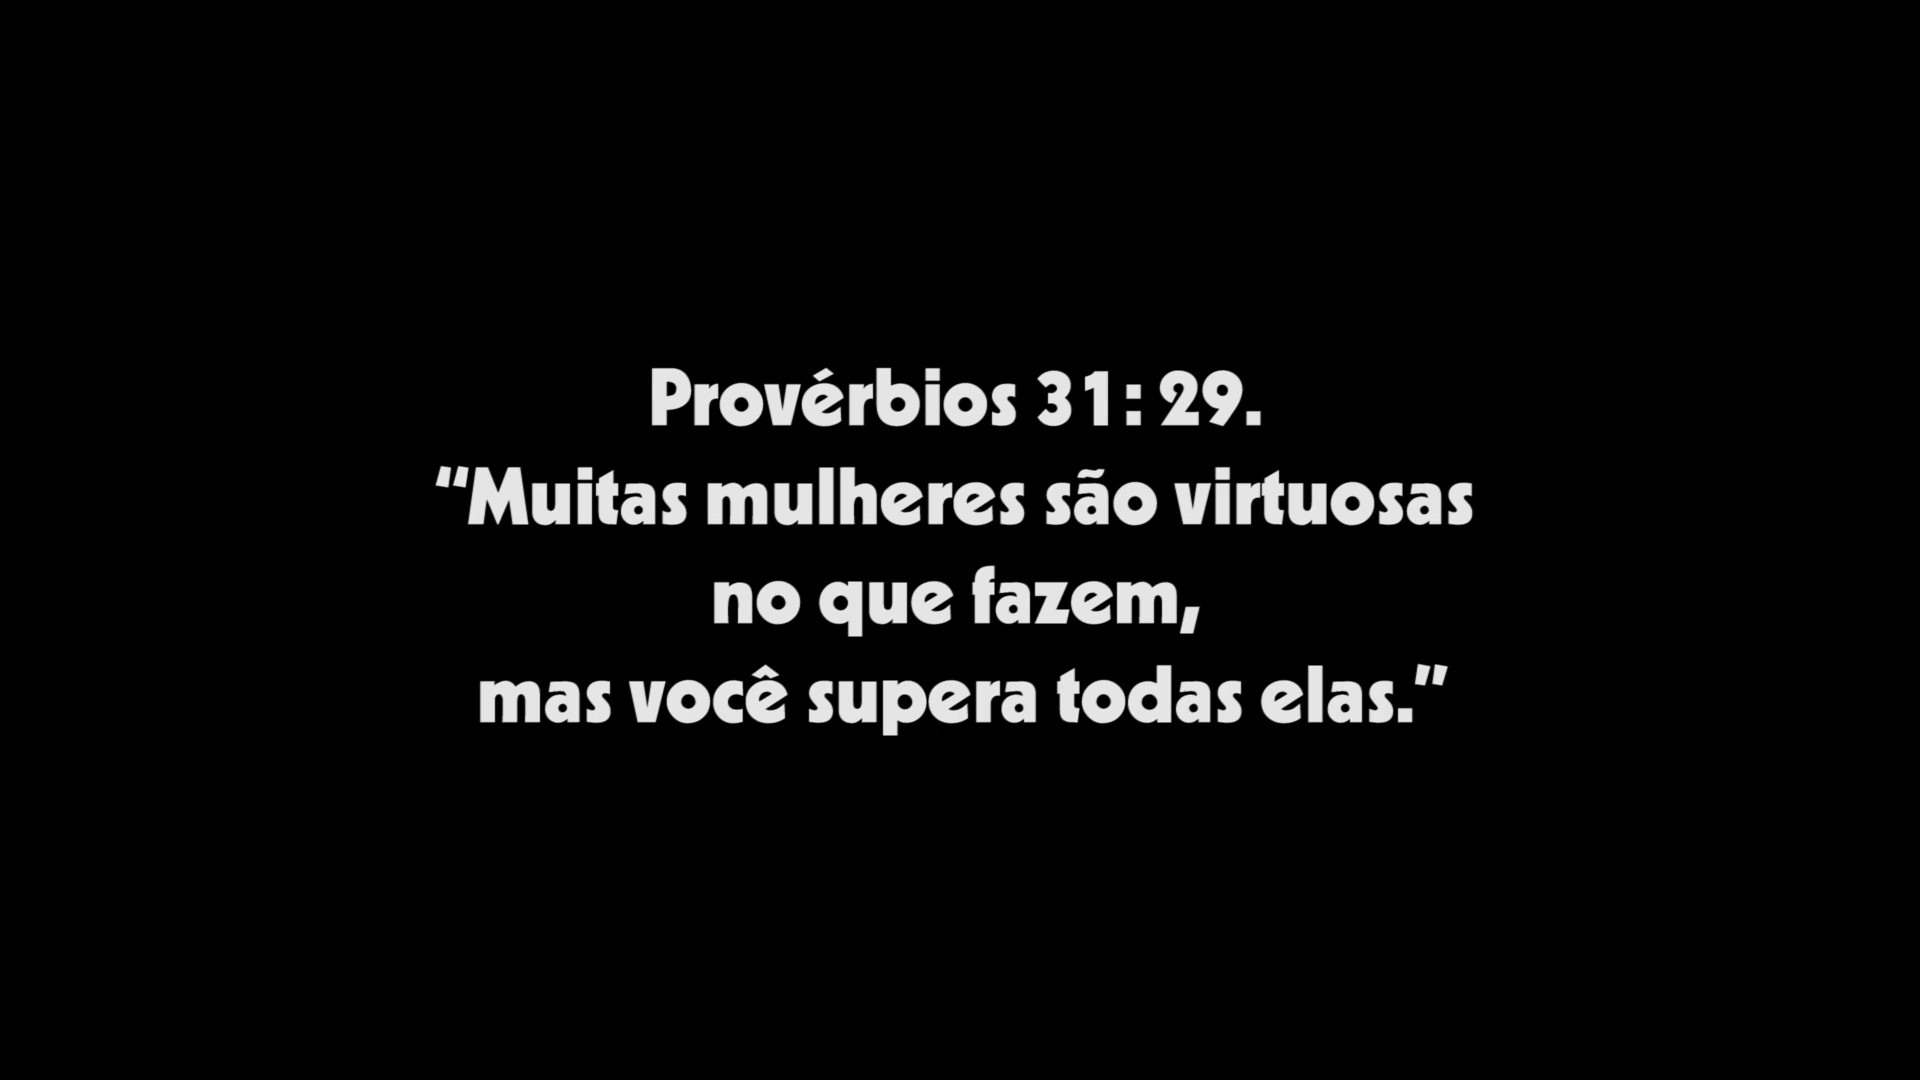 Provérbios 31: 29.
“Muitas mulheres são virtuosas
no que fazem,
mas você supera todas elas.”